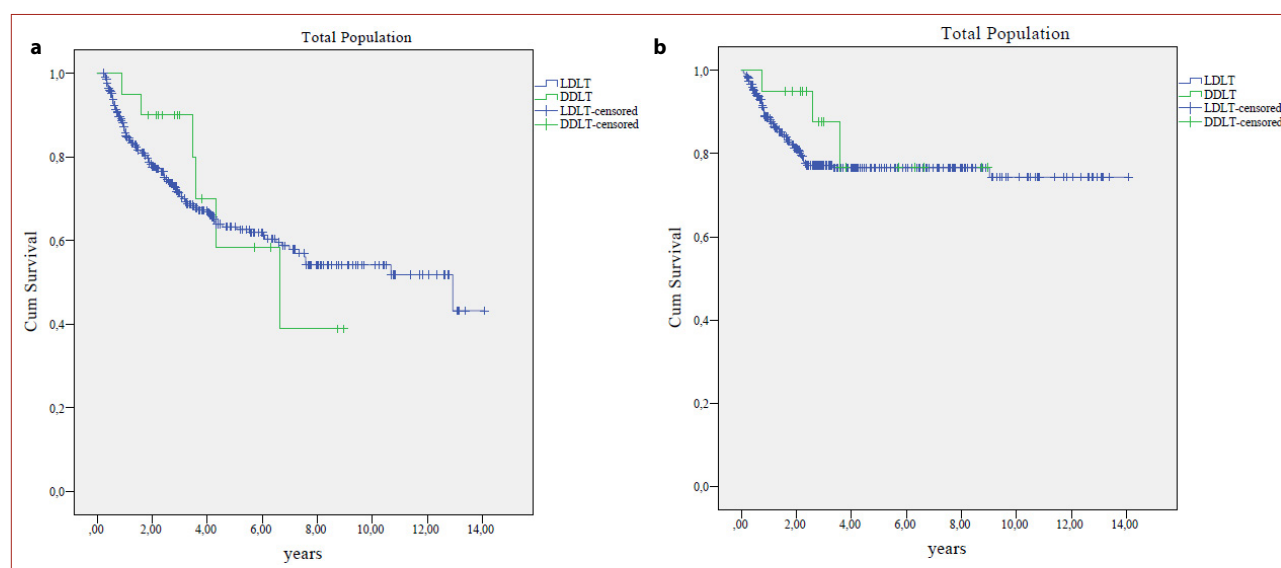 a
Total Population
1,0
0,8
0,6
0,4
0,2
0,0
Cum Survival
,00 2,00 4,00 6,00 8,00 10,00 12,00 14,00
years
LDLT
DDLT
LDLT-censored
DDLT-censored
b
Total Population
1,0
0,8
0,6
0,4
0,2
0,0
Cum Survival
,00 2,00 4,00 6,00 8,00 10,00 12,00 14,00
years
LDLT
DDLT
LDLT-censored
DDLT-censored